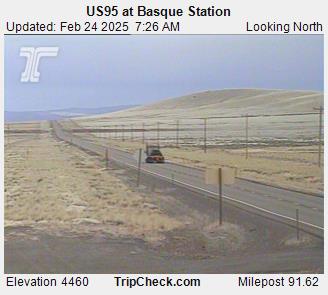 US95 at Basque Station
Updated: Feb 24 2025 7:26 AM Looking North
Elevation 4460 TripCheck.com Milepost 91.62